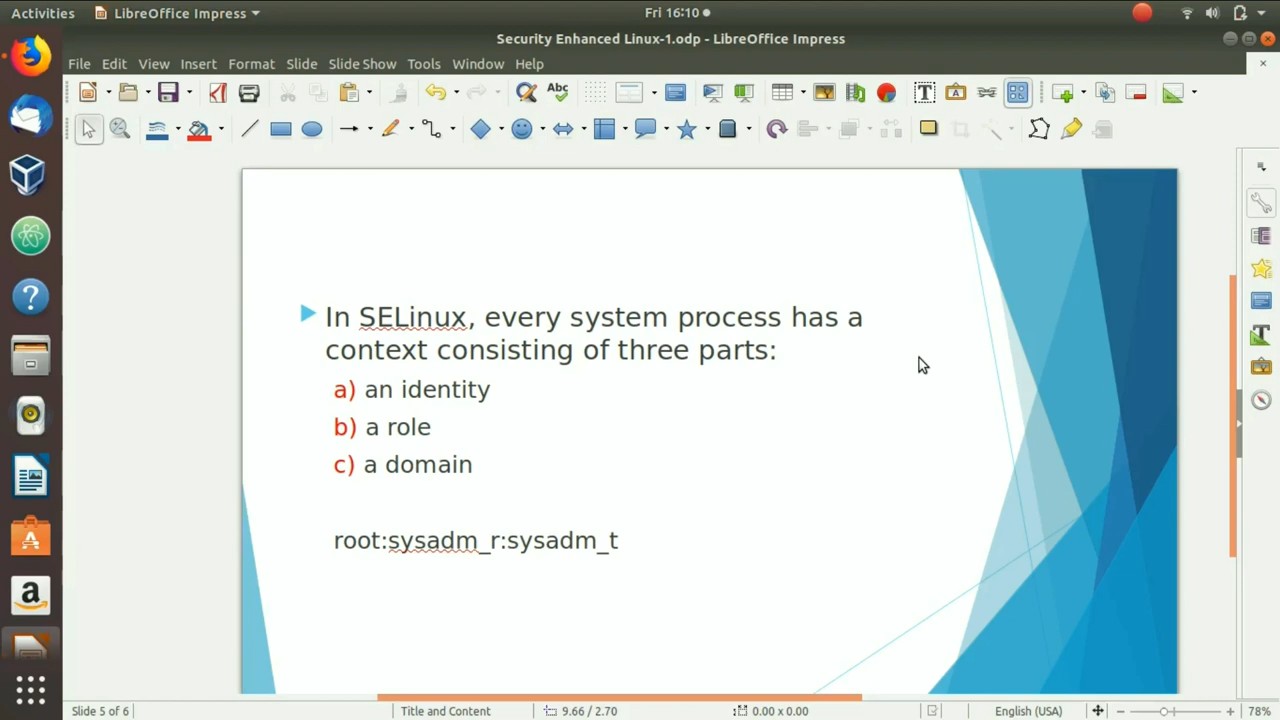 Activities LibreOffice Impress Fri 16:10
Security Enhanced Linux-1.odp - LibreOffice Impress
File Edit View Insert Format Slide Slide Show Tools Window Help
Abc
In SELinux, every system process has a
context consisting of three parts:
a) an identity
b) a role
c) a domain
root:sysadm_r:sysadm_t
Slide 5 of 6 Title and Content 9.66 / 2.70 0.00 x 0.00 English (USA) 78%